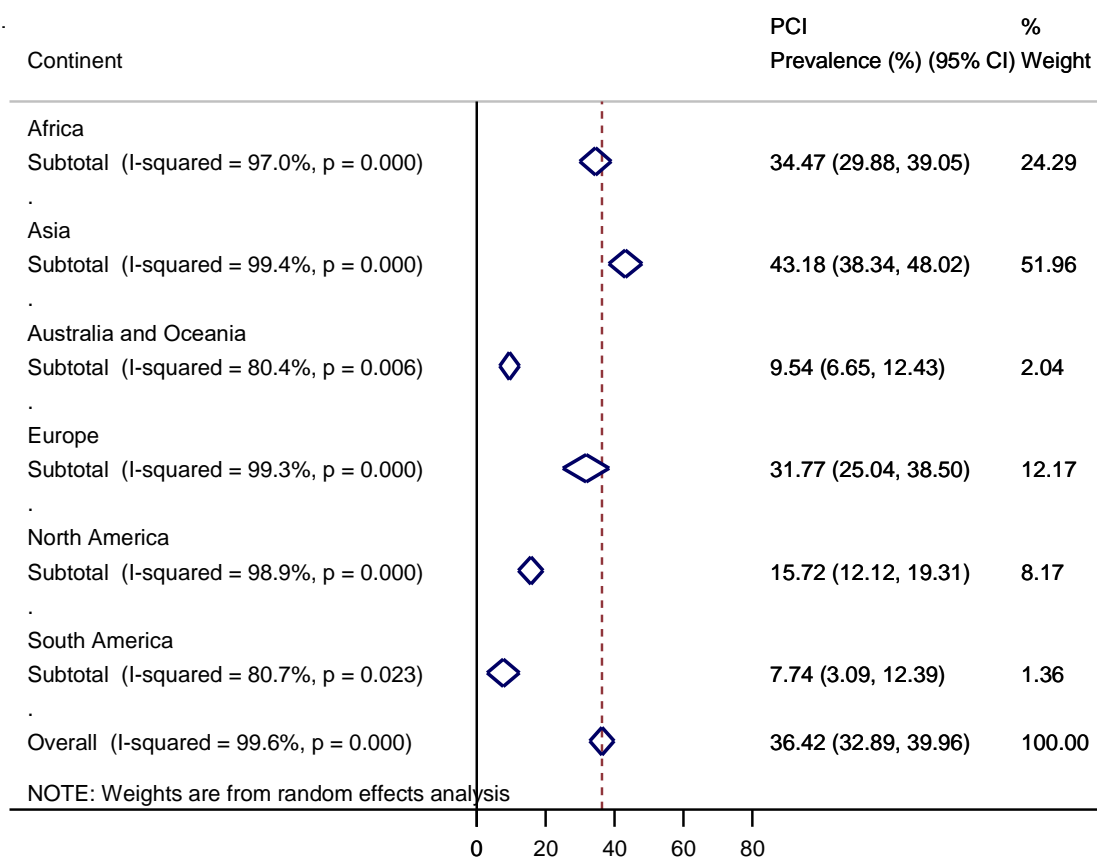 PCI %
Continent Prevalence (%) (95% CI) Weight
Africa
Subtotal (I-squared = 97.0%, p = 0.000) 34.47 (29.88, 39.05) 24.29
.
Asia
Subtotal (I-squared = 99.4%, p = 0.000) 43.18 (38.34, 48.02) 51.96
.
Australia and Oceania
Subtotal (I-squared = 80.4%, p = 0.006) 9.54 (6.65, 12.43) 2.04
.
Europe
Subtotal (I-squared = 99.3%, p = 0.000) 31.77 (25.04, 38.50) 12.17
.
North America
Subtotal (I-squared = 98.9%, p = 0.000) 15.72 (12.12, 19.31) 8.17
.
South America
Subtotal (I-squared = 80.7%, p = 0.023) 7.74 (3.09, 12.39) 1.36
.
Overall (I-squared = 99.6%, p = 0.000) 36.42 (32.89, 39.96) 100.00
NOTE: Weights are from random effects analysis
0 20 40 60 80